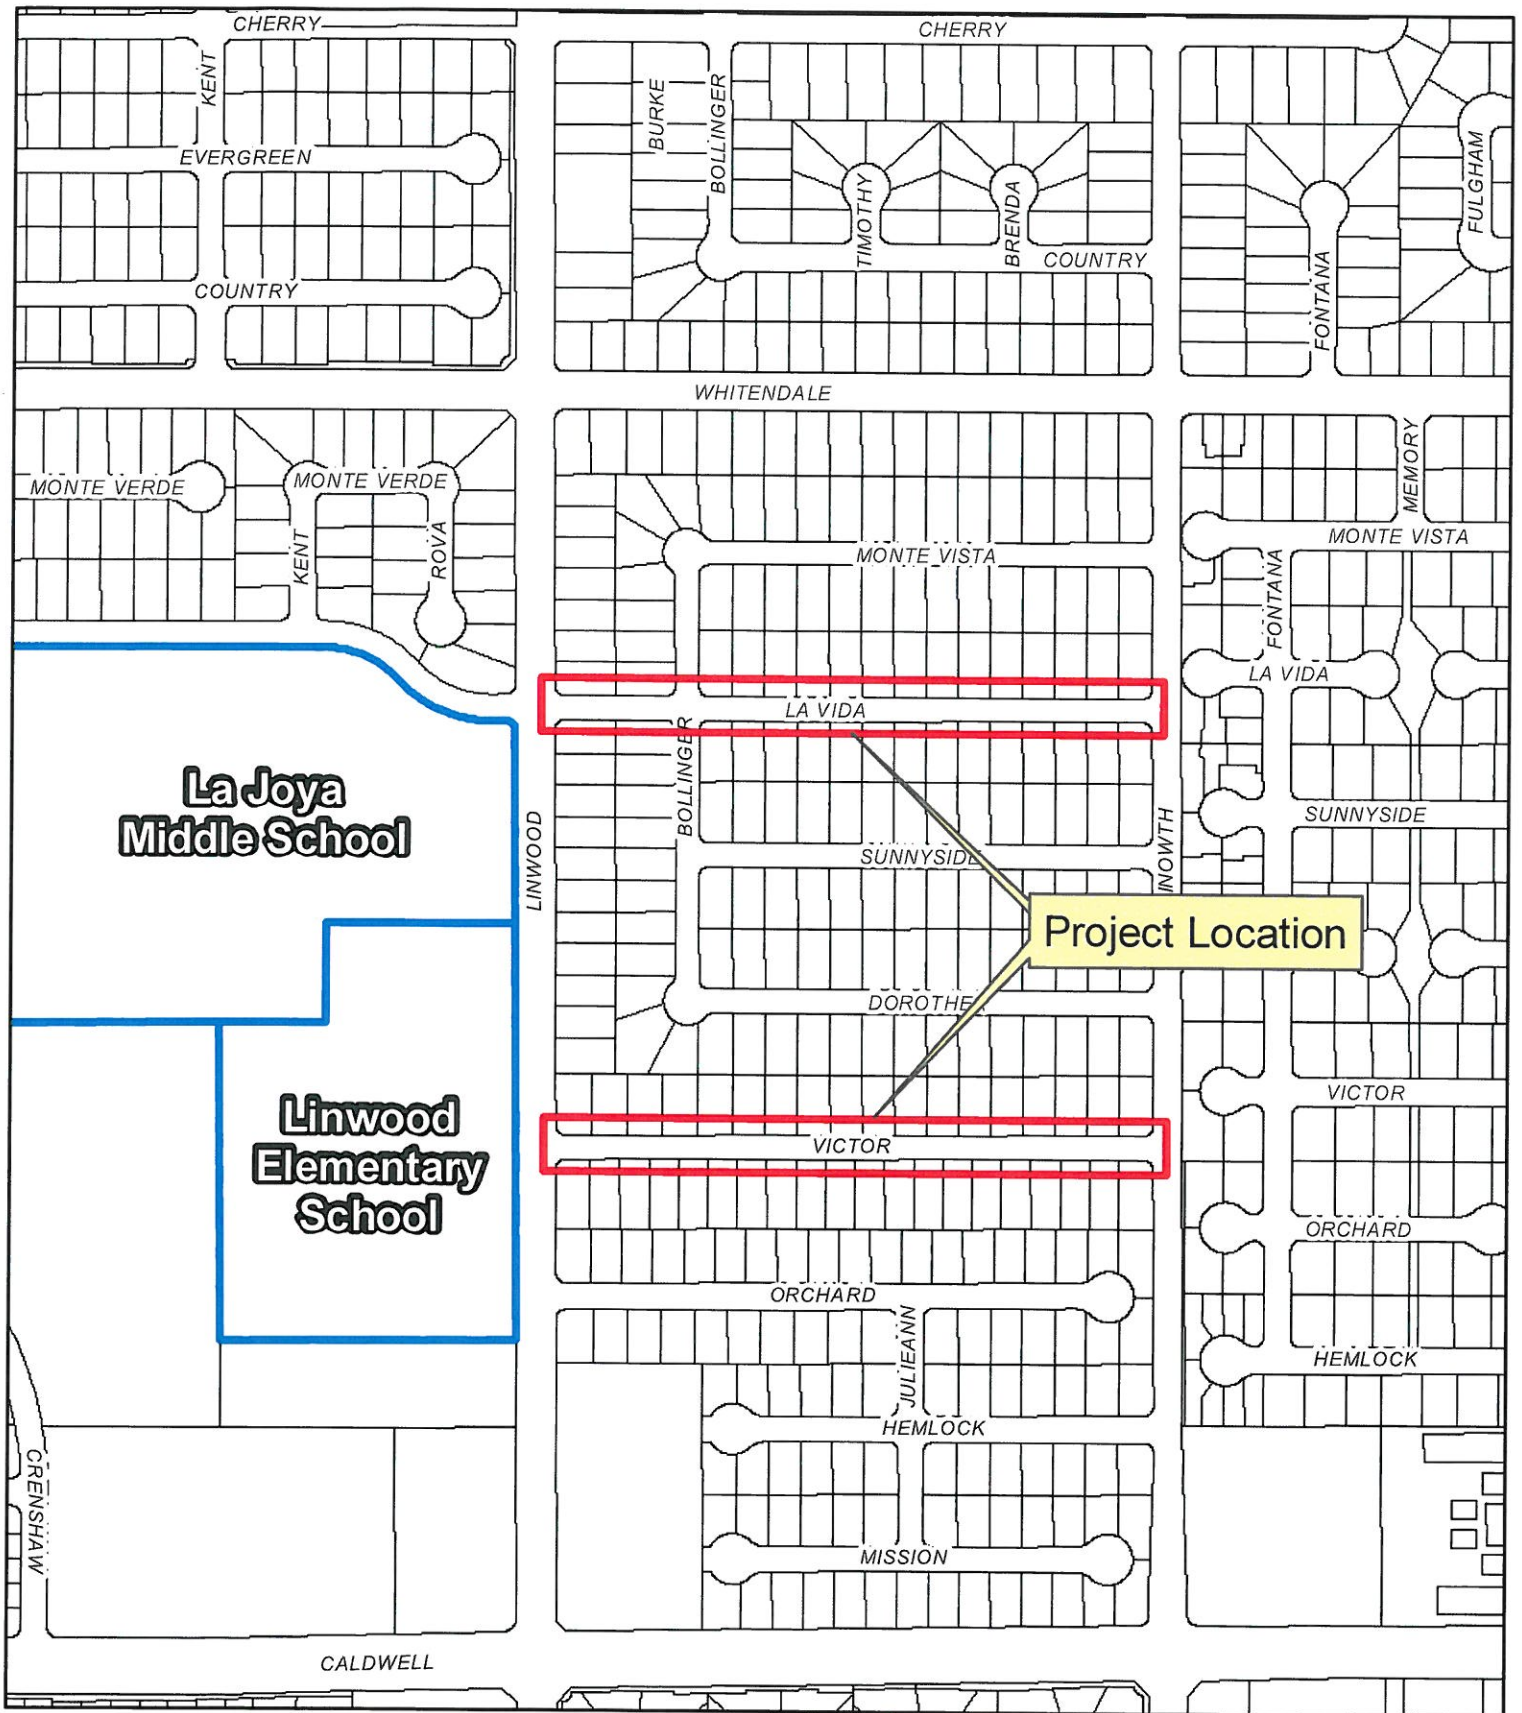 CHERRY
CHERRY
KENT
BURKE
BOLLINGER
EVERGREEN
TIMOTHY
BRENDA
FULGHAM
COUNTRY
COUNTRY
FONTANA
WHITENDALE
MEMORY
MONTE VERDE
MONTE VERDE
KENT
ROVA
MONTE VISTA
MONTE VISTA
FONTANA
LA VIDA
LA VIDA
BOLLINGER
La Joya
Middle School
LINWOOD
SUNNYSIDE
INOWTH
SUNNYSIDE
Project Location
DOROTHE
VICTOR
Linwood
Elementary
School
VICTOR
ORCHARD
ORCHARD
JULIEANN
HEMLOCK
HEMLOCK
CRENSHAW
MISSION
CALDWELL